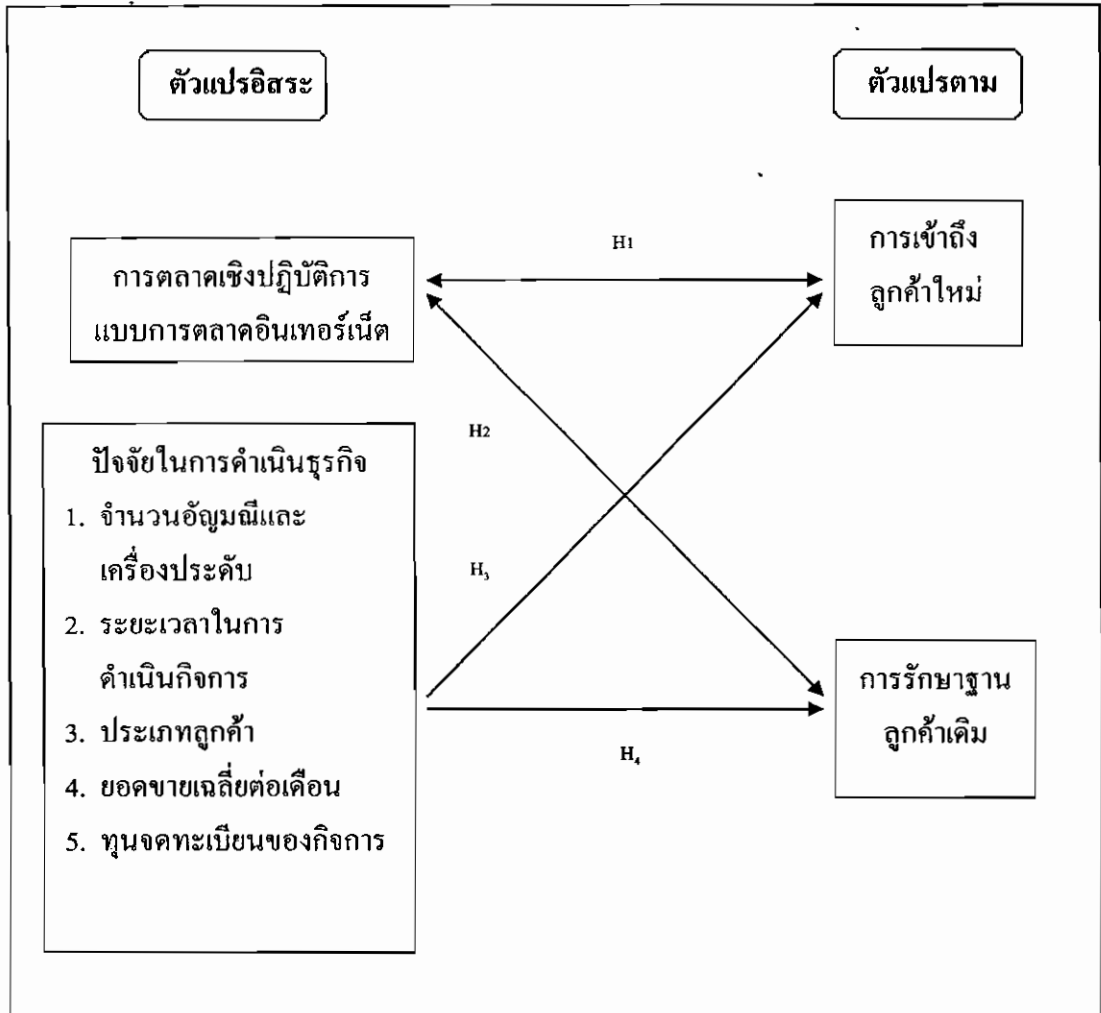 ตัวแปรอิสระ
ตัวแปรตาม
การตลาดเชิงปฏิบัติการ
แบบการตลาดอินเทอร์เน็ต
H1
การเข้าถึง
ลูกค้าใหม่
ปัจจัยในการดำเนินธุรกิจ
1. จำนวนอัญมณีและ
เครื่องประดับ
2. ระยะเวลาในการ
ดำเนินกิจการ
3. ประเภทลูกค้า
4. ยอดขายเฉลี่ยต่อเดือน
5. ทุนจดทะเบียนของกิจการ
H2
H₃
H₄
การรักษาฐาน
ลูกค้าเดิม